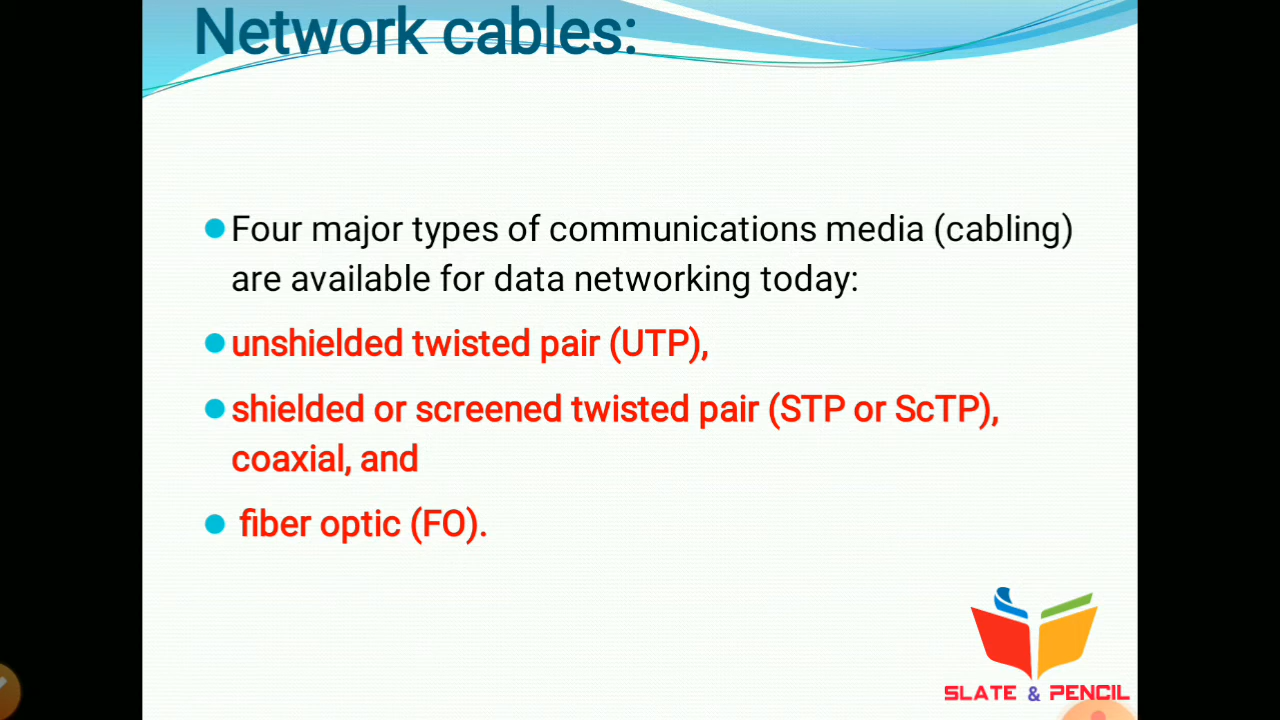 Network cables:
Four major types of communications media (cabling)
are available for data networking today:
unshielded twisted pair (UTP),
shielded or screened twisted pair (STP or ScTP),
coaxial, and
fiber optic (FO).
SLATE & PENCIL